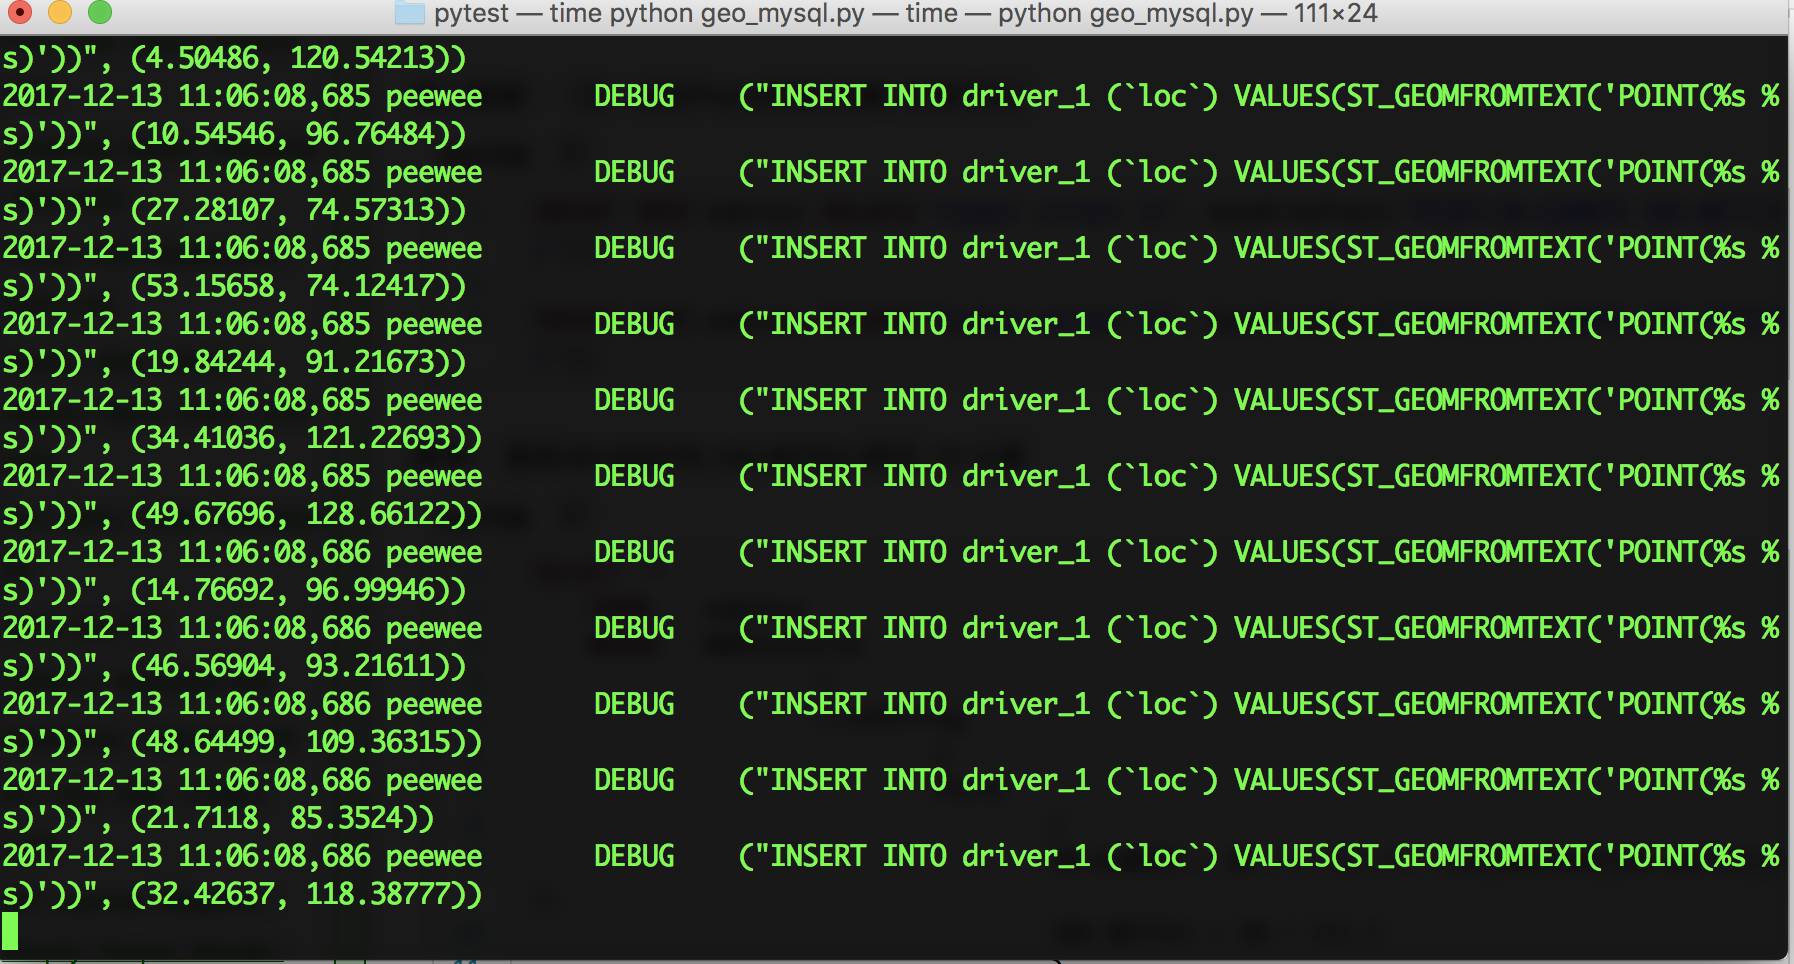 pytest — time python geo_mysql.py — time — python geo_mysql.py — 111×24
s)'))", (4.50486, 120.54213))
2017-12-13 11:06:08,685 peewee       DEBUG    ("INSERT INTO driver_1 (`loc`) VALUES(ST_GEOMFROMTEXT('POINT(%s %
s)'))", (10.54546, 96.76484))
2017-12-13 11:06:08,685 peewee       DEBUG    ("INSERT INTO driver_1 (`loc`) VALUES(ST_GEOMFROMTEXT('POINT(%s %
s)'))", (27.28107, 74.57313))
2017-12-13 11:06:08,685 peewee       DEBUG    ("INSERT INTO driver_1 (`loc`) VALUES(ST_GEOMFROMTEXT('POINT(%s %
s)'))", (53.15658, 74.12417))
2017-12-13 11:06:08,685 peewee       DEBUG    ("INSERT INTO driver_1 (`loc`) VALUES(ST_GEOMFROMTEXT('POINT(%s %
s)'))", (19.84244, 91.21673))
2017-12-13 11:06:08,685 peewee       DEBUG    ("INSERT INTO driver_1 (`loc`) VALUES(ST_GEOMFROMTEXT('POINT(%s %
s)'))", (34.41036, 121.22693))
2017-12-13 11:06:08,685 peewee       DEBUG    ("INSERT INTO driver_1 (`loc`) VALUES(ST_GEOMFROMTEXT('POINT(%s %
s)'))", (49.67696, 128.66122))
2017-12-13 11:06:08,686 peewee       DEBUG    ("INSERT INTO driver_1 (`loc`) VALUES(ST_GEOMFROMTEXT('POINT(%s %
s)'))", (14.76692, 96.99946))
2017-12-13 11:06:08,686 peewee       DEBUG    ("INSERT INTO driver_1 (`loc`) VALUES(ST_GEOMFROMTEXT('POINT(%s %
s)'))", (46.56904, 93.21611))
2017-12-13 11:06:08,686 peewee       DEBUG    ("INSERT INTO driver_1 (`loc`) VALUES(ST_GEOMFROMTEXT('POINT(%s %
s)'))", (48.64499, 109.36315))
2017-12-13 11:06:08,686 peewee       DEBUG    ("INSERT INTO driver_1 (`loc`) VALUES(ST_GEOMFROMTEXT('POINT(%s %
s)'))", (21.7118, 85.3524))
2017-12-13 11:06:08,686 peewee       DEBUG    ("INSERT INTO driver_1 (`loc`) VALUES(ST_GEOMFROMTEXT('POINT(%s %
s)'))", (32.42637, 118.38777))